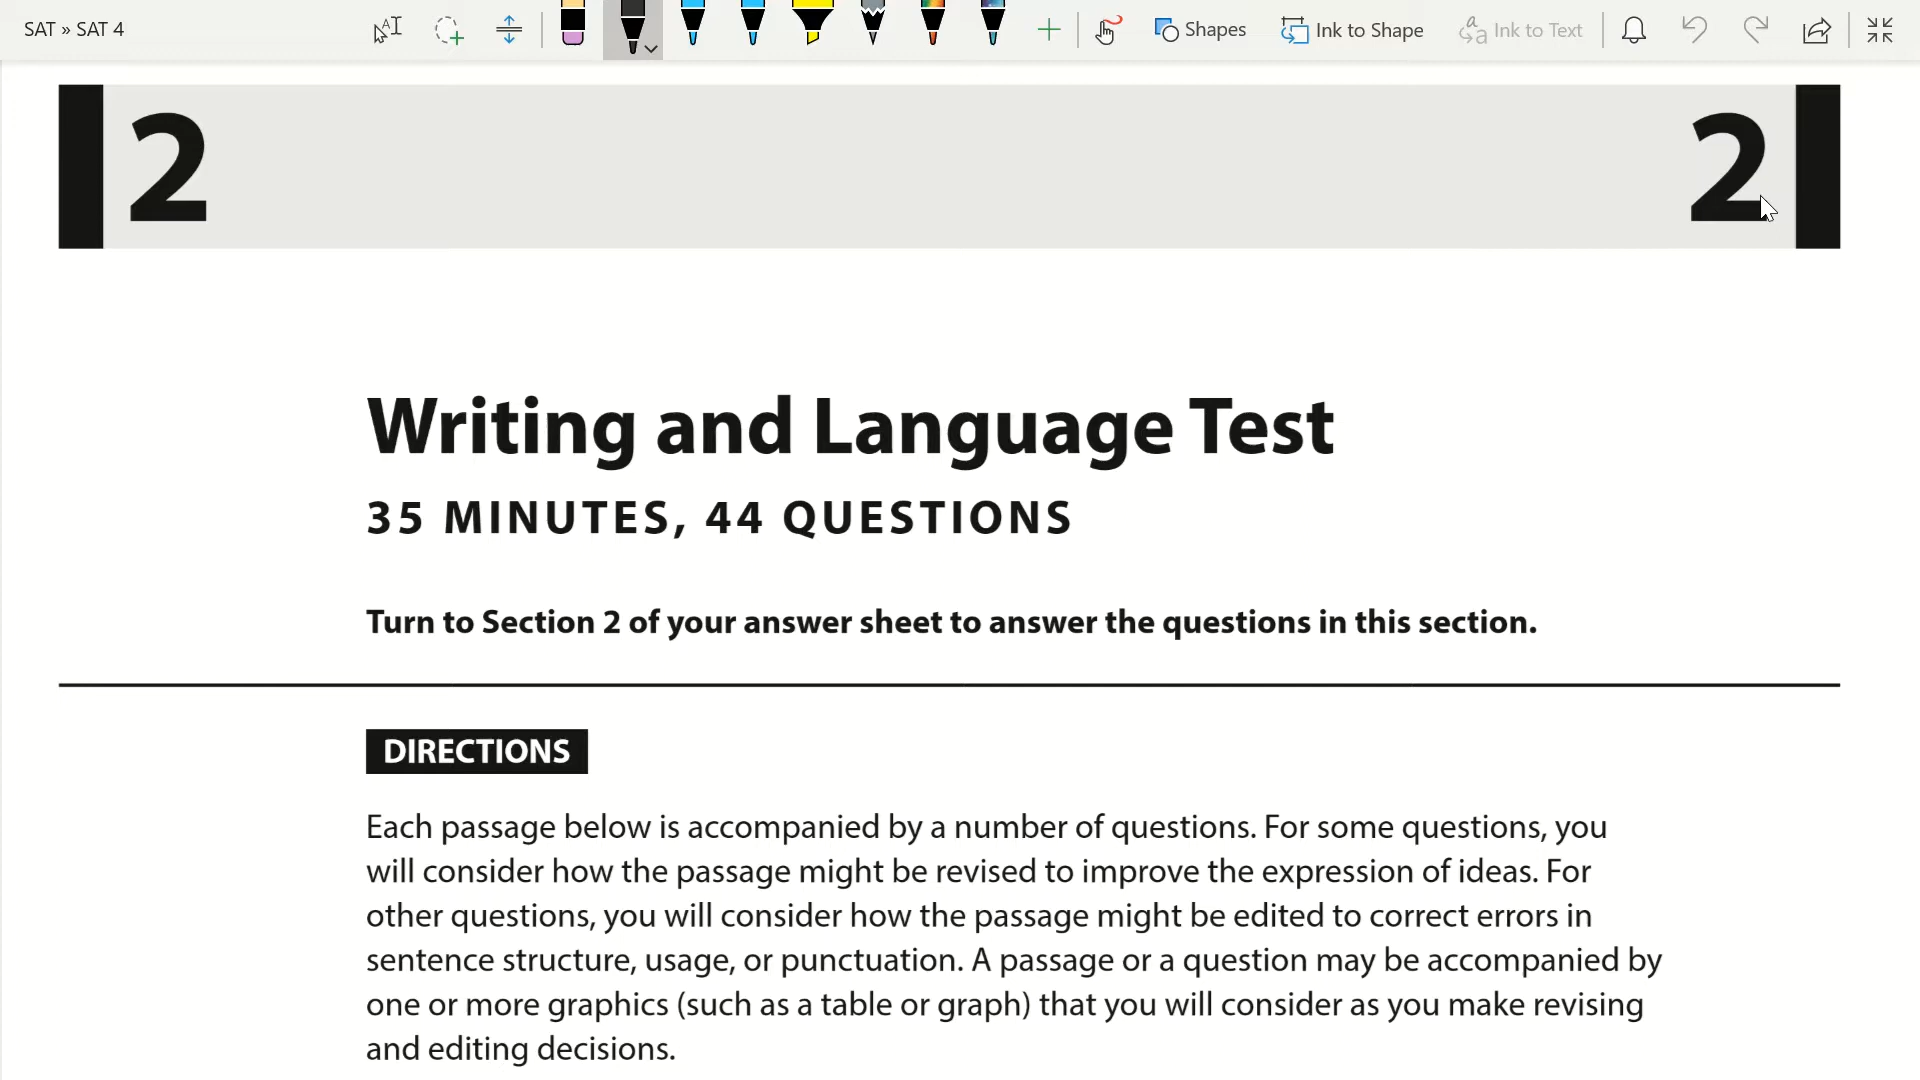 SAT » SAT 4
Shapes
Ink to Shape
Ink to Text
2
2
Writing and Language Test
35 MINUTES, 44 QUESTIONS
Turn to Section 2 of your answer sheet to answer the questions in this section.
DIRECTIONS
Each passage below is accompanied by a number of questions. For some questions, you
will consider how the passage might be revised to improve the expression of ideas. For
other questions, you will consider how the passage might be edited to correct errors in
sentence structure, usage, or punctuation. A passage or a question may be accompanied by
one or more graphics (such as a table or graph) that you will consider as you make revising
and editing decisions.